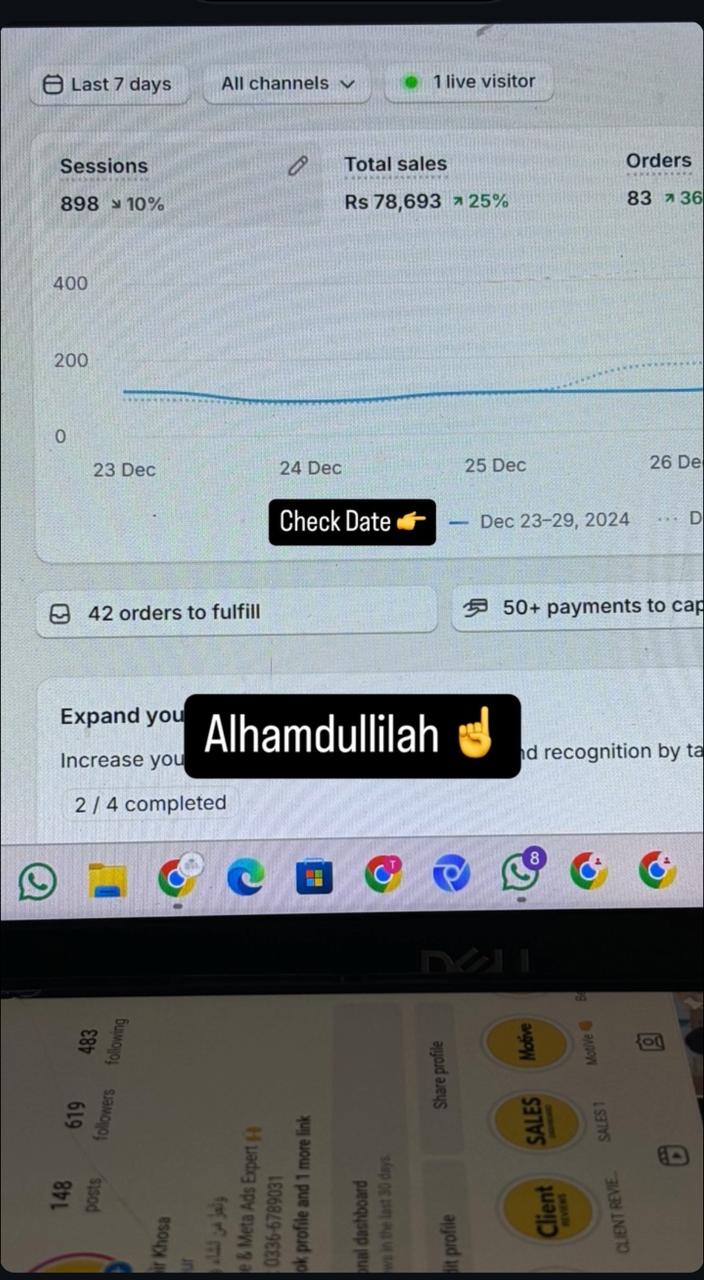 Last 7 days
All channels
1 live visitor
Sessions
898 ↘ 10%
Total sales
Rs 78,693 ↗ 25%
Orders
83 ↗ 36
400
200
0
23 Dec
24 Dec
25 Dec
26 De
Check Date 👉
Dec 23–29, 2024
D
42 orders to fulfill
50+ payments to cap
Expand you
Alhamdullilah ☝️
Increase you
nd recognition by ta
2 / 4 completed
T
8
DELL
148
posts
619
followers
483
following
ir Khosa
ur
e & Meta Ads Expert
0336-6789031
ok profile and 1 more link
nal dashboard
ws in the last 30 days.
dit profile
Share profile
Client
REVIEWS
SALES
Motive
CLIENT REVIE...
SALES 1
Motive